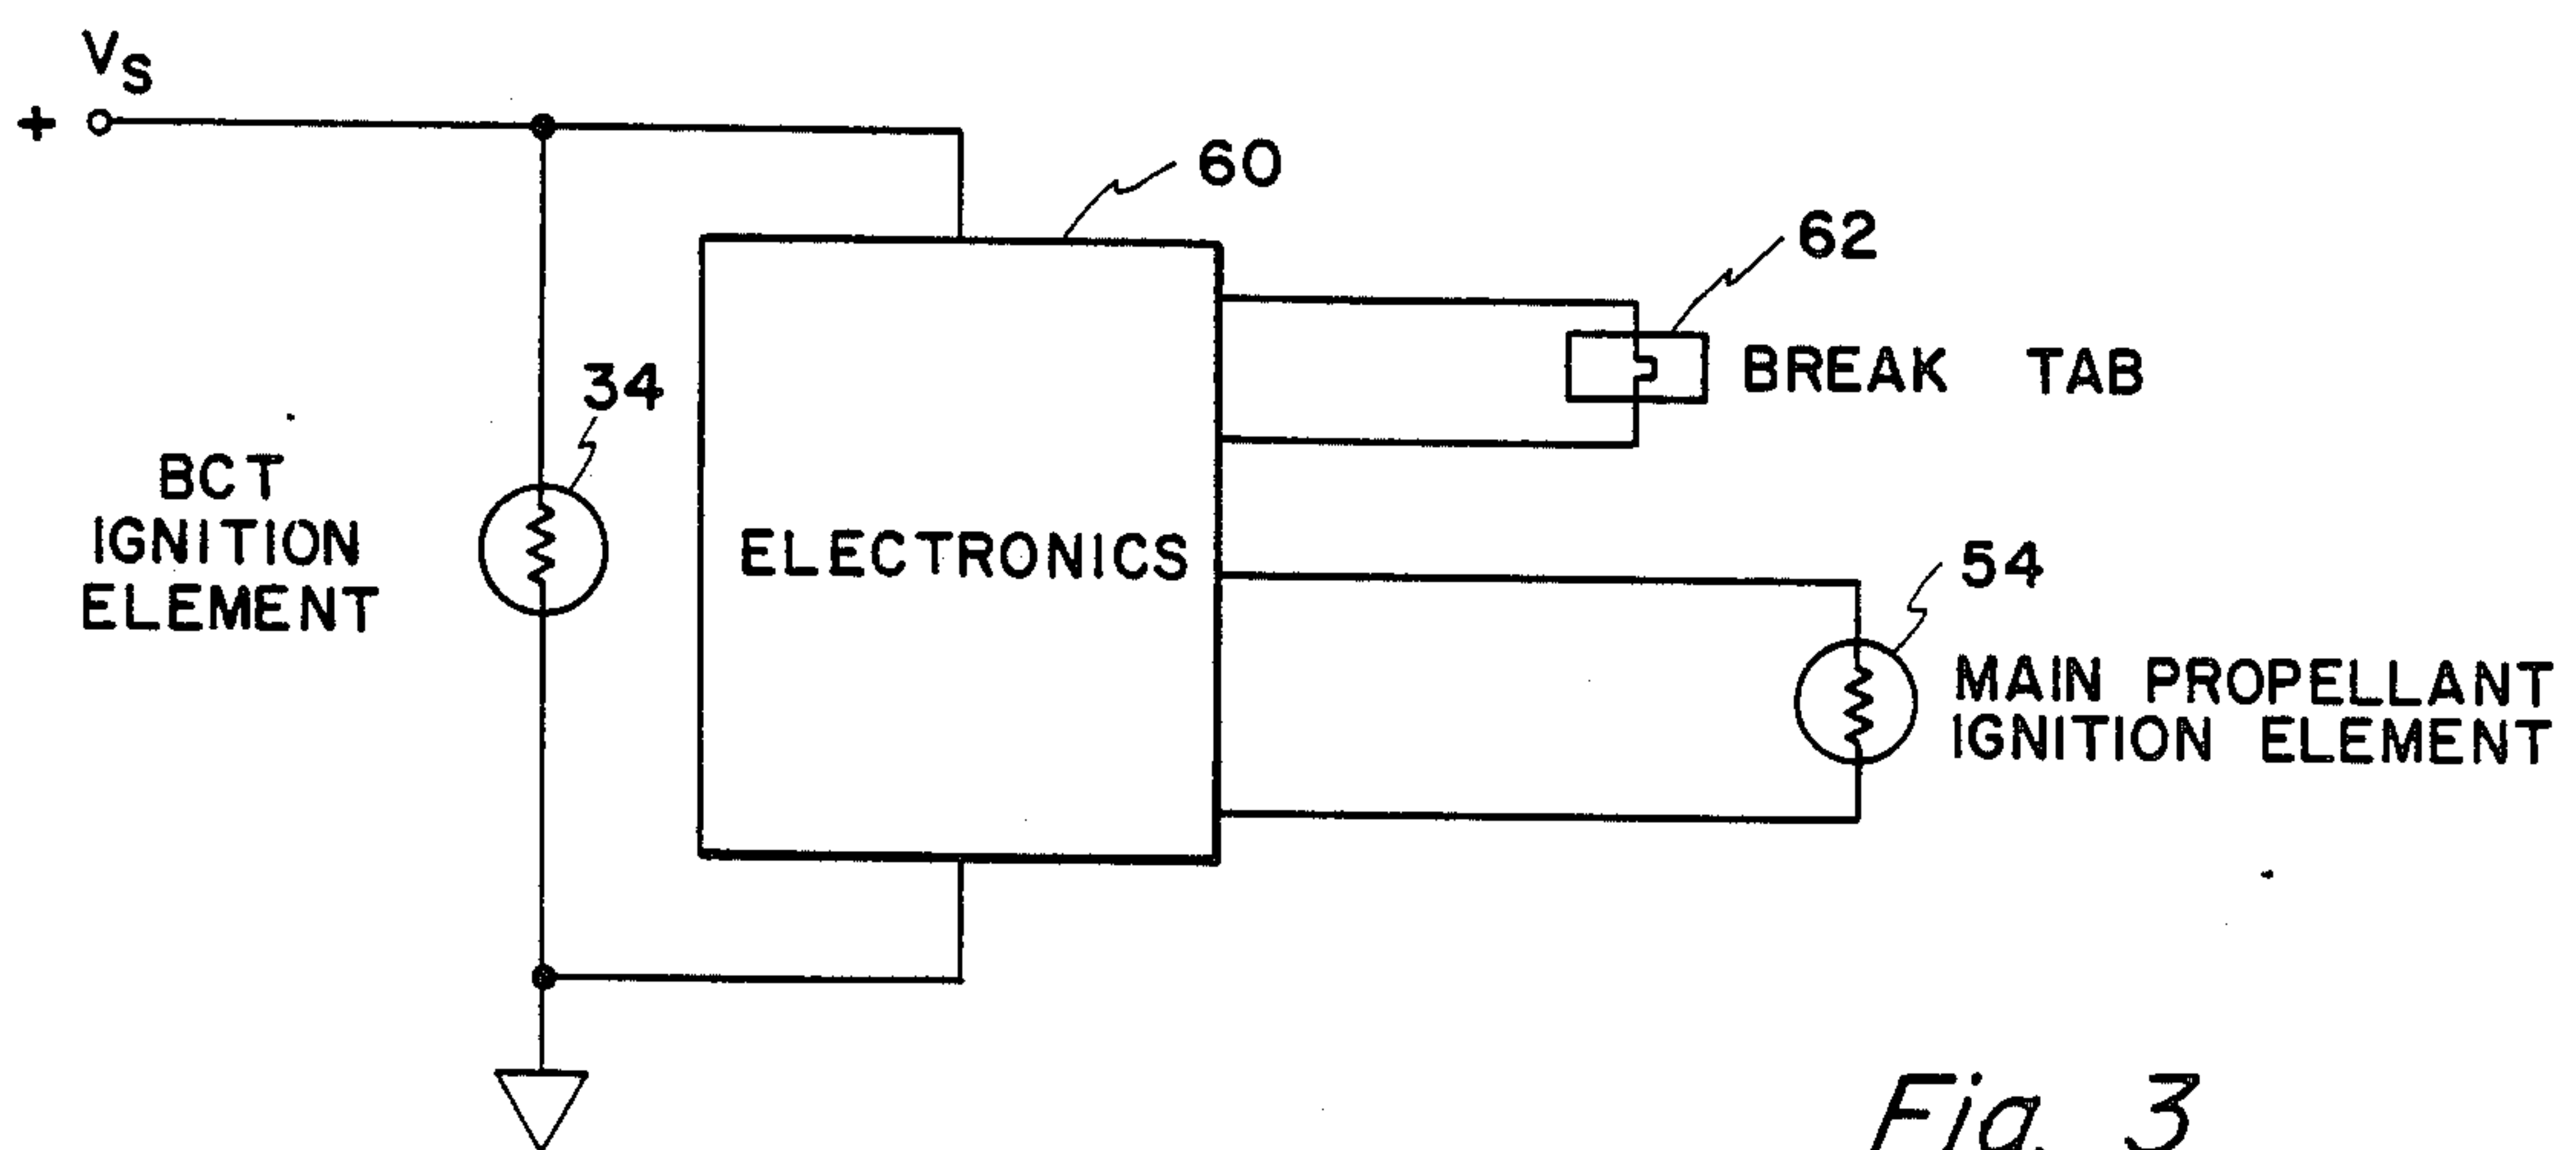 VS
+
60
62
BREAK TAB
34
BCT
IGNITION
ELEMENT
ELECTRONICS
54
MAIN PROPELLANT
IGNITION ELEMENT
Fig. 3